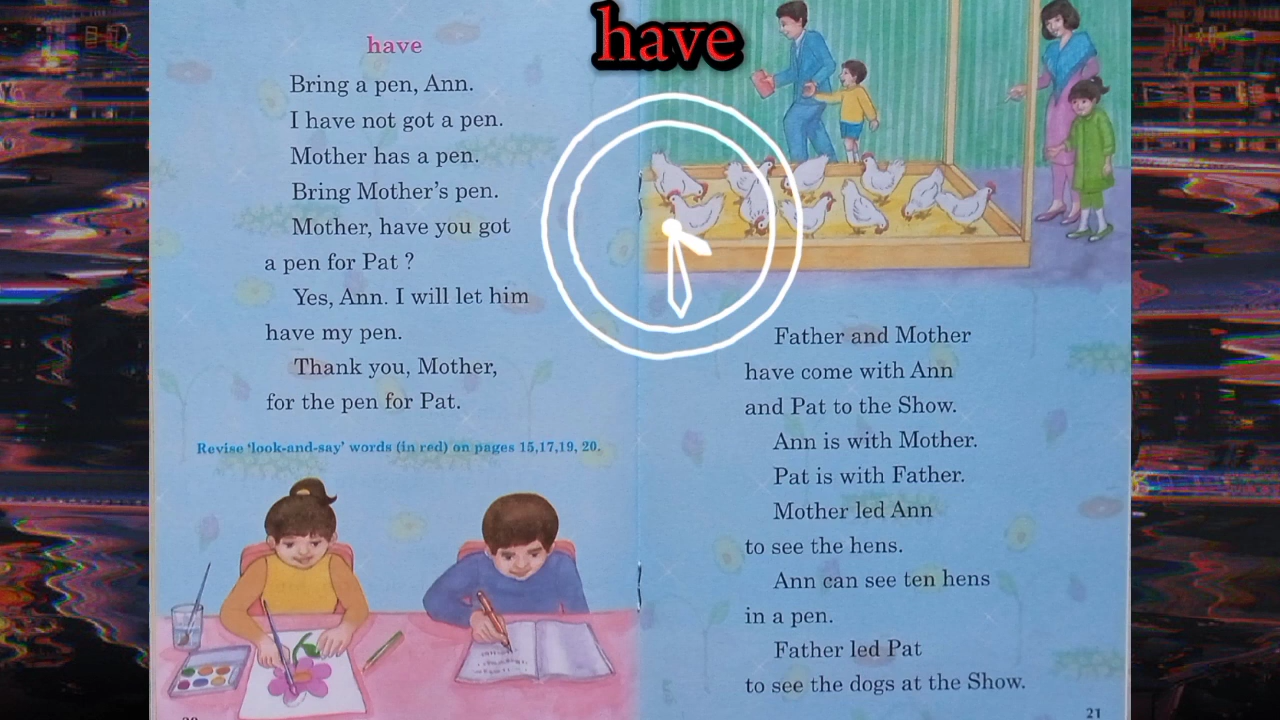 have
have
Bring a pen, Ann.
I have not got a pen.
Mother has a pen.
Bring Mother's pen.
Mother, have you got
a pen for Pat ?
Yes, Ann. I will let him
have my pen.
Thank you, Mother,
for the pen for Pat.
Revise 'look-and-say' words (in red) on pages 15,17,19, 20.
Father and Mother
have come with Ann
and Pat to the Show.
Ann is with Mother.
Pat is with Father.
Mother led Ann
to see the hens.
Ann can see ten hens
in a pen.
Father led Pat
to see the dogs at the Show.
21